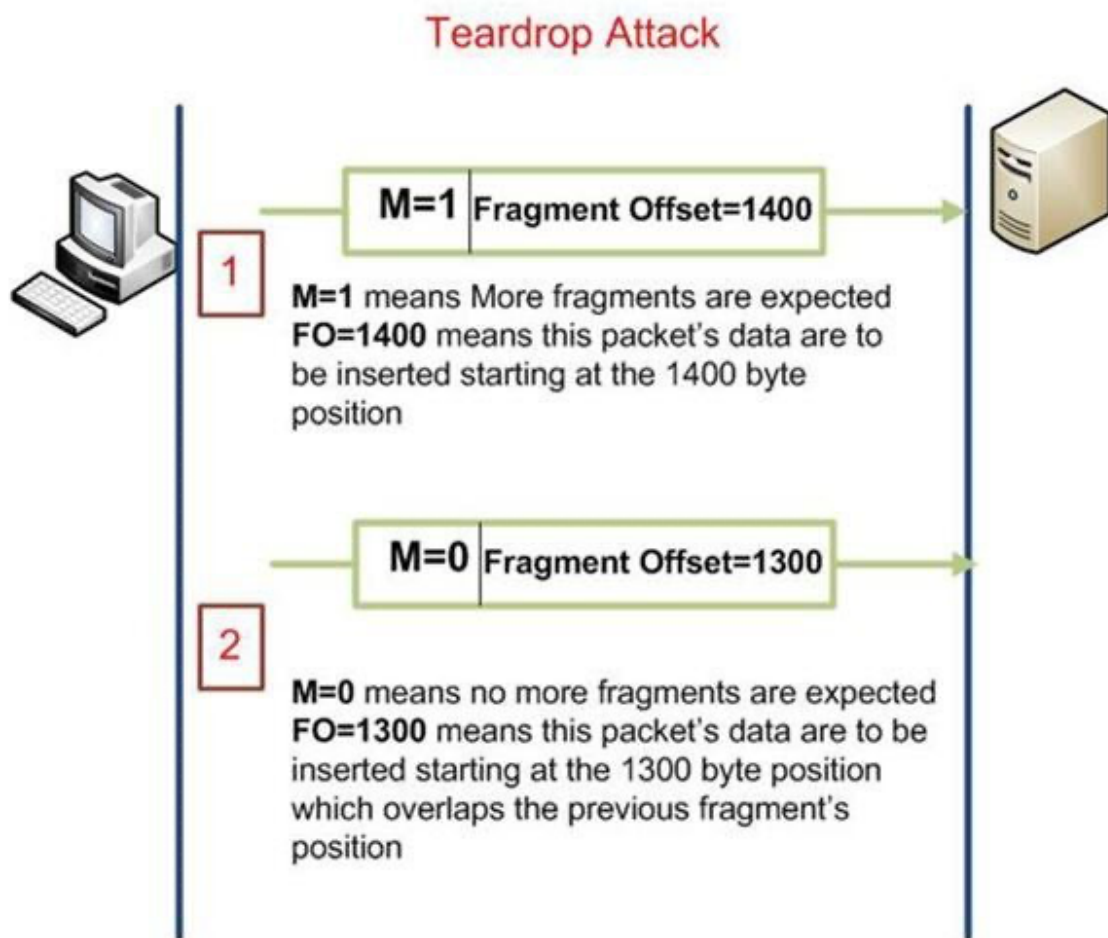 Teardrop Attack
M=1 Fragment Offset=1400
1
M=1 means More fragments are expected
FO=1400 means this packet's data are to
be inserted starting at the 1400 byte
position
M=0 Fragment Offset=1300
2
M=0 means no more fragments are expected
FO=1300 means this packet's data are to be
inserted starting at the 1300 byte position
which overlaps the previous fragment's
position